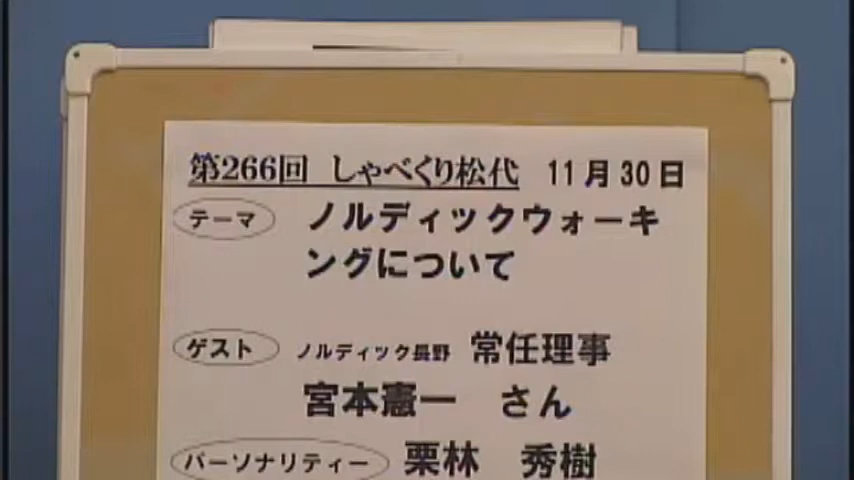 第266回 しゃべくり松代 11月30日
テーマ ノルディックウォーキ
ングについて
ゲスト ノルディック長野 常任理事
宮本憲一 さん
パーソナリティー 栗林 秀樹